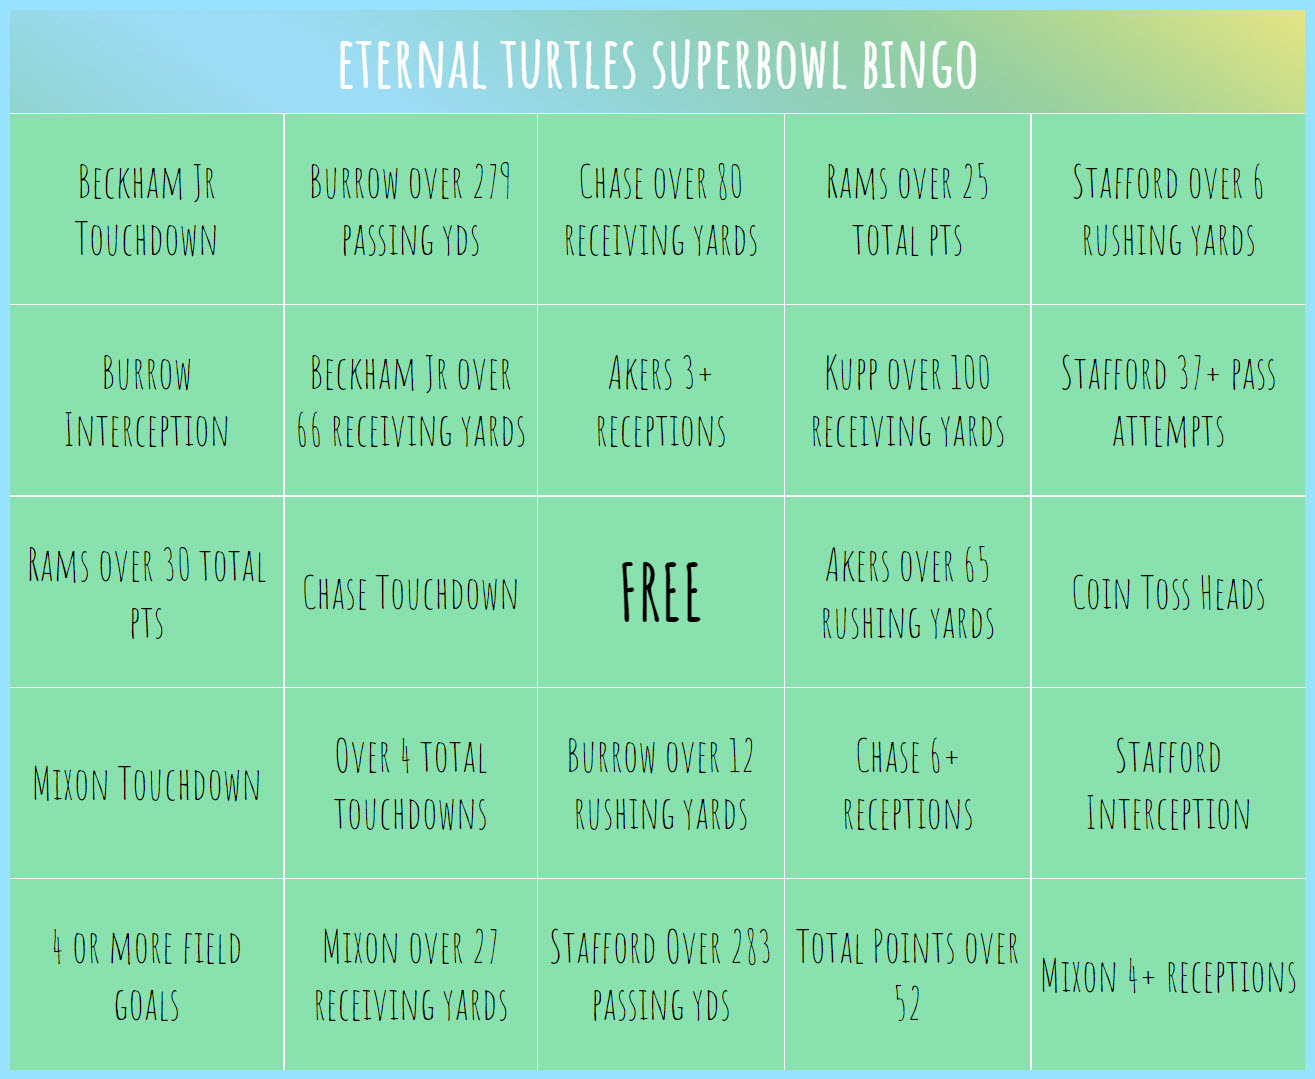 Eternal Turtles Superbowl Bingo
Beckham Jr
Touchdown
Burrow over 279
passing yds
Chase over 80
receiving yards
Rams over 25
total pts
Stafford over 6
rushing yards
Burrow
Interception
Beckham Jr over
66 receiving yards
Akers 3+
receptions
Kupp over 100
receiving yards
Stafford 37+ pass
attempts
Rams over 30 total
pts
Chase Touchdown
FREE
Akers over 65
rushing yards
Coin Toss Heads
Mixon Touchdown
Over 4 total
touchdowns
Burrow over 12
rushing yards
Chase 6+
receptions
Stafford
Interception
4 or more field
goals
Mixon over 27
receiving yards
Stafford Over 283
passing yds
Total Points over
52
Mixon 4+ receptions